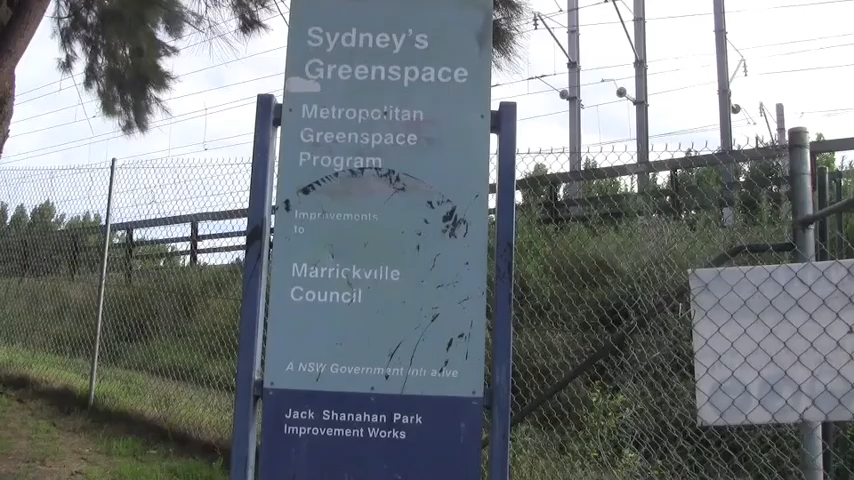 Sydney's
Greenspace
Metropolitan
Greenspace
Program
Improvements
to
Marrickville
Council
A NSW Government Initiative
Jack Shanahan Park
Improvement Works